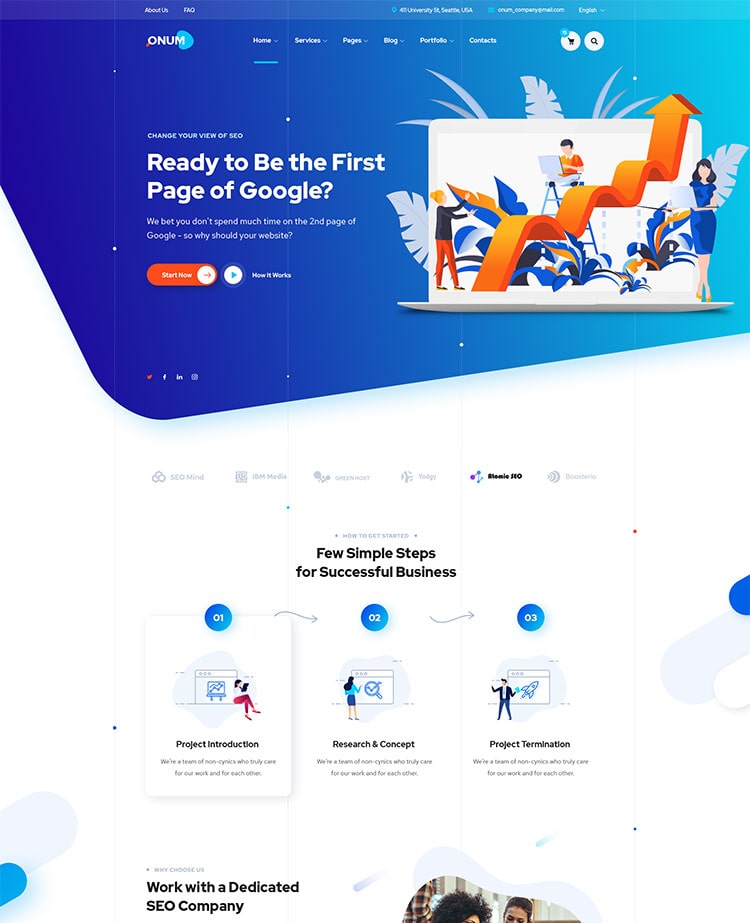 About Us FAQ 411 University St, Seattle, USA onum_company@mail.com English
ONUM Home Services Pages Blog Portfolio Contacts
CHANGE YOUR VIEW OF SEO
Ready to Be the First
Page of Google?
We bet you don't spend much time on the 2nd page of
Google - so why should your website?
Start Now How It Works
SEO Mind IBM Media GREEN HOST Yodgy Atomic SEO Boosterio
HOW TO GET STARTED
Few Simple Steps
for Successful Business
01 02 03
Project Introduction Research & Concept Project Termination
We're a team of non-cynics who truly care We're a team of non-cynics who truly care We're a team of non-cynics who truly care
for our work and for each other. for our work and for each other. for our work and for each other.
WHY CHOOSE US
Work with a Dedicated
SEO Company